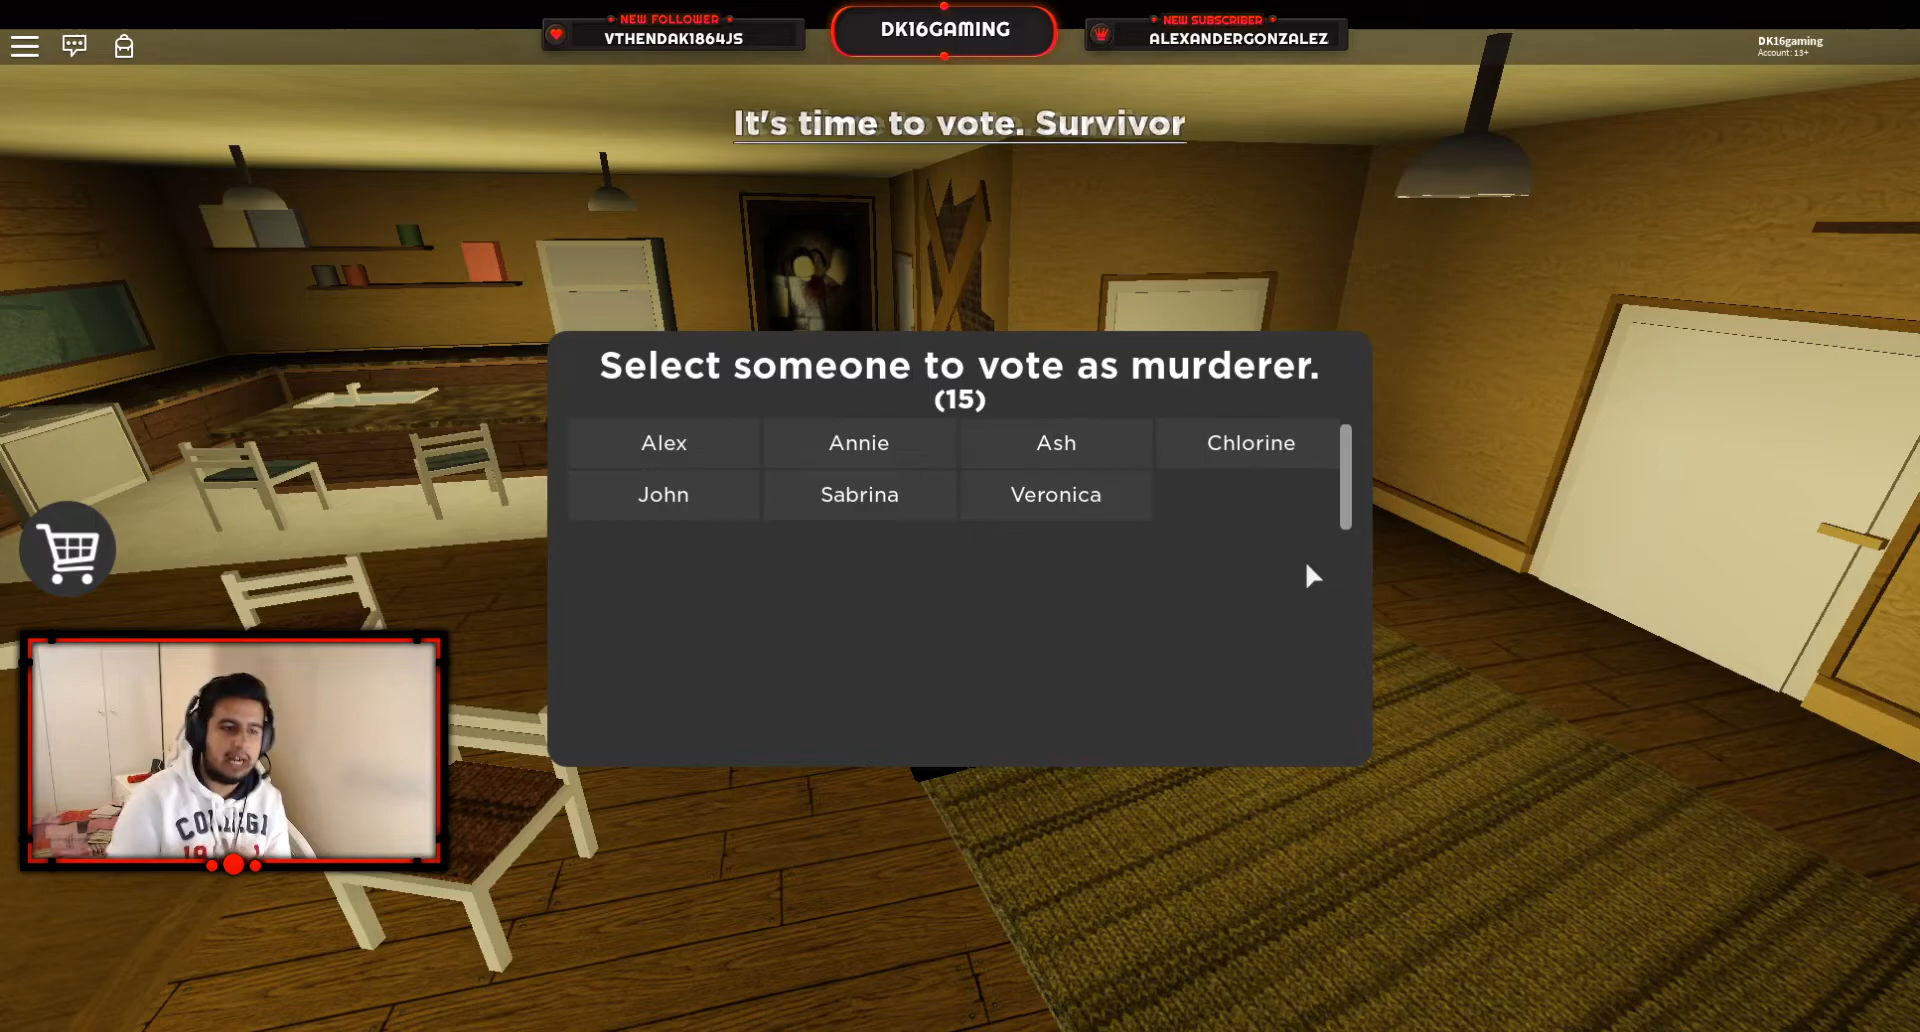 NEW FOLLOWER
VTHENDAK1864JS
DK16GAMING
NEW SUBSCRIBER
ALEXANDERGONZALEZ
DK16gaming
Account: 13+
It's time to vote. Survivor
Select someone to vote as murderer.
(15)
Alex Annie Ash Chlorine
John Sabrina Veronica